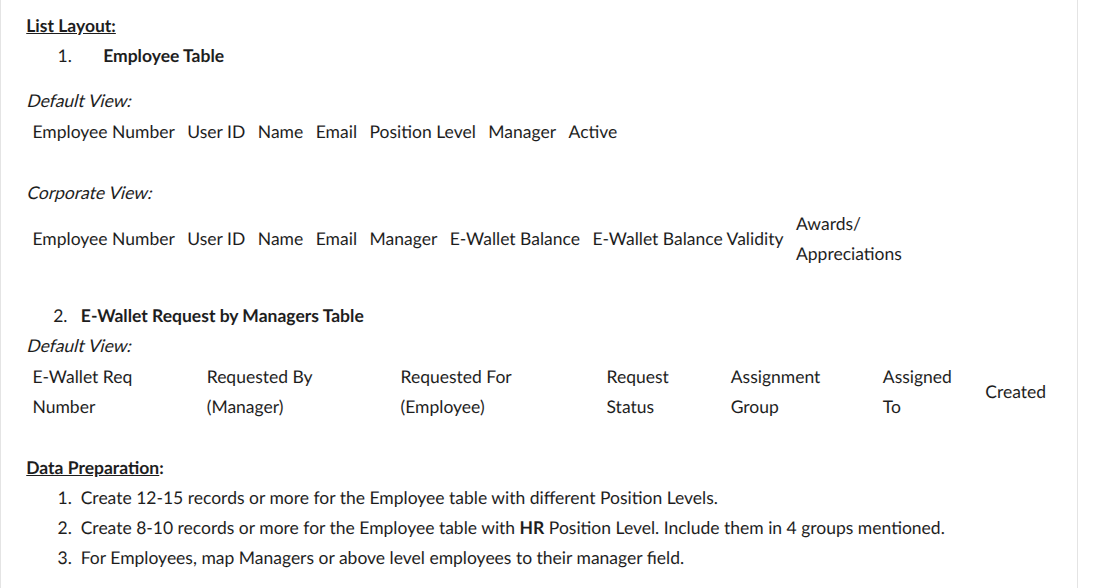 List Layout:
1. Employee Table
Default View:
Employee Number User ID Name Email Position Level Manager Active
Corporate View:
Employee Number User ID Name Email Manager E-Wallet Balance E-Wallet Balance Validity Awards/
Appreciations
2. E-Wallet Request by Managers Table
Default View:
E-Wallet Req Requested By Requested For Request Assignment Assigned Created
Number (Manager) (Employee) Status Group To
Data Preparation:
1. Create 12-15 records or more for the Employee table with different Position Levels.
2. Create 8-10 records or more for the Employee table with HR Position Level. Include them in 4 groups mentioned.
3. For Employees, map Managers or above level employees to their manager field.